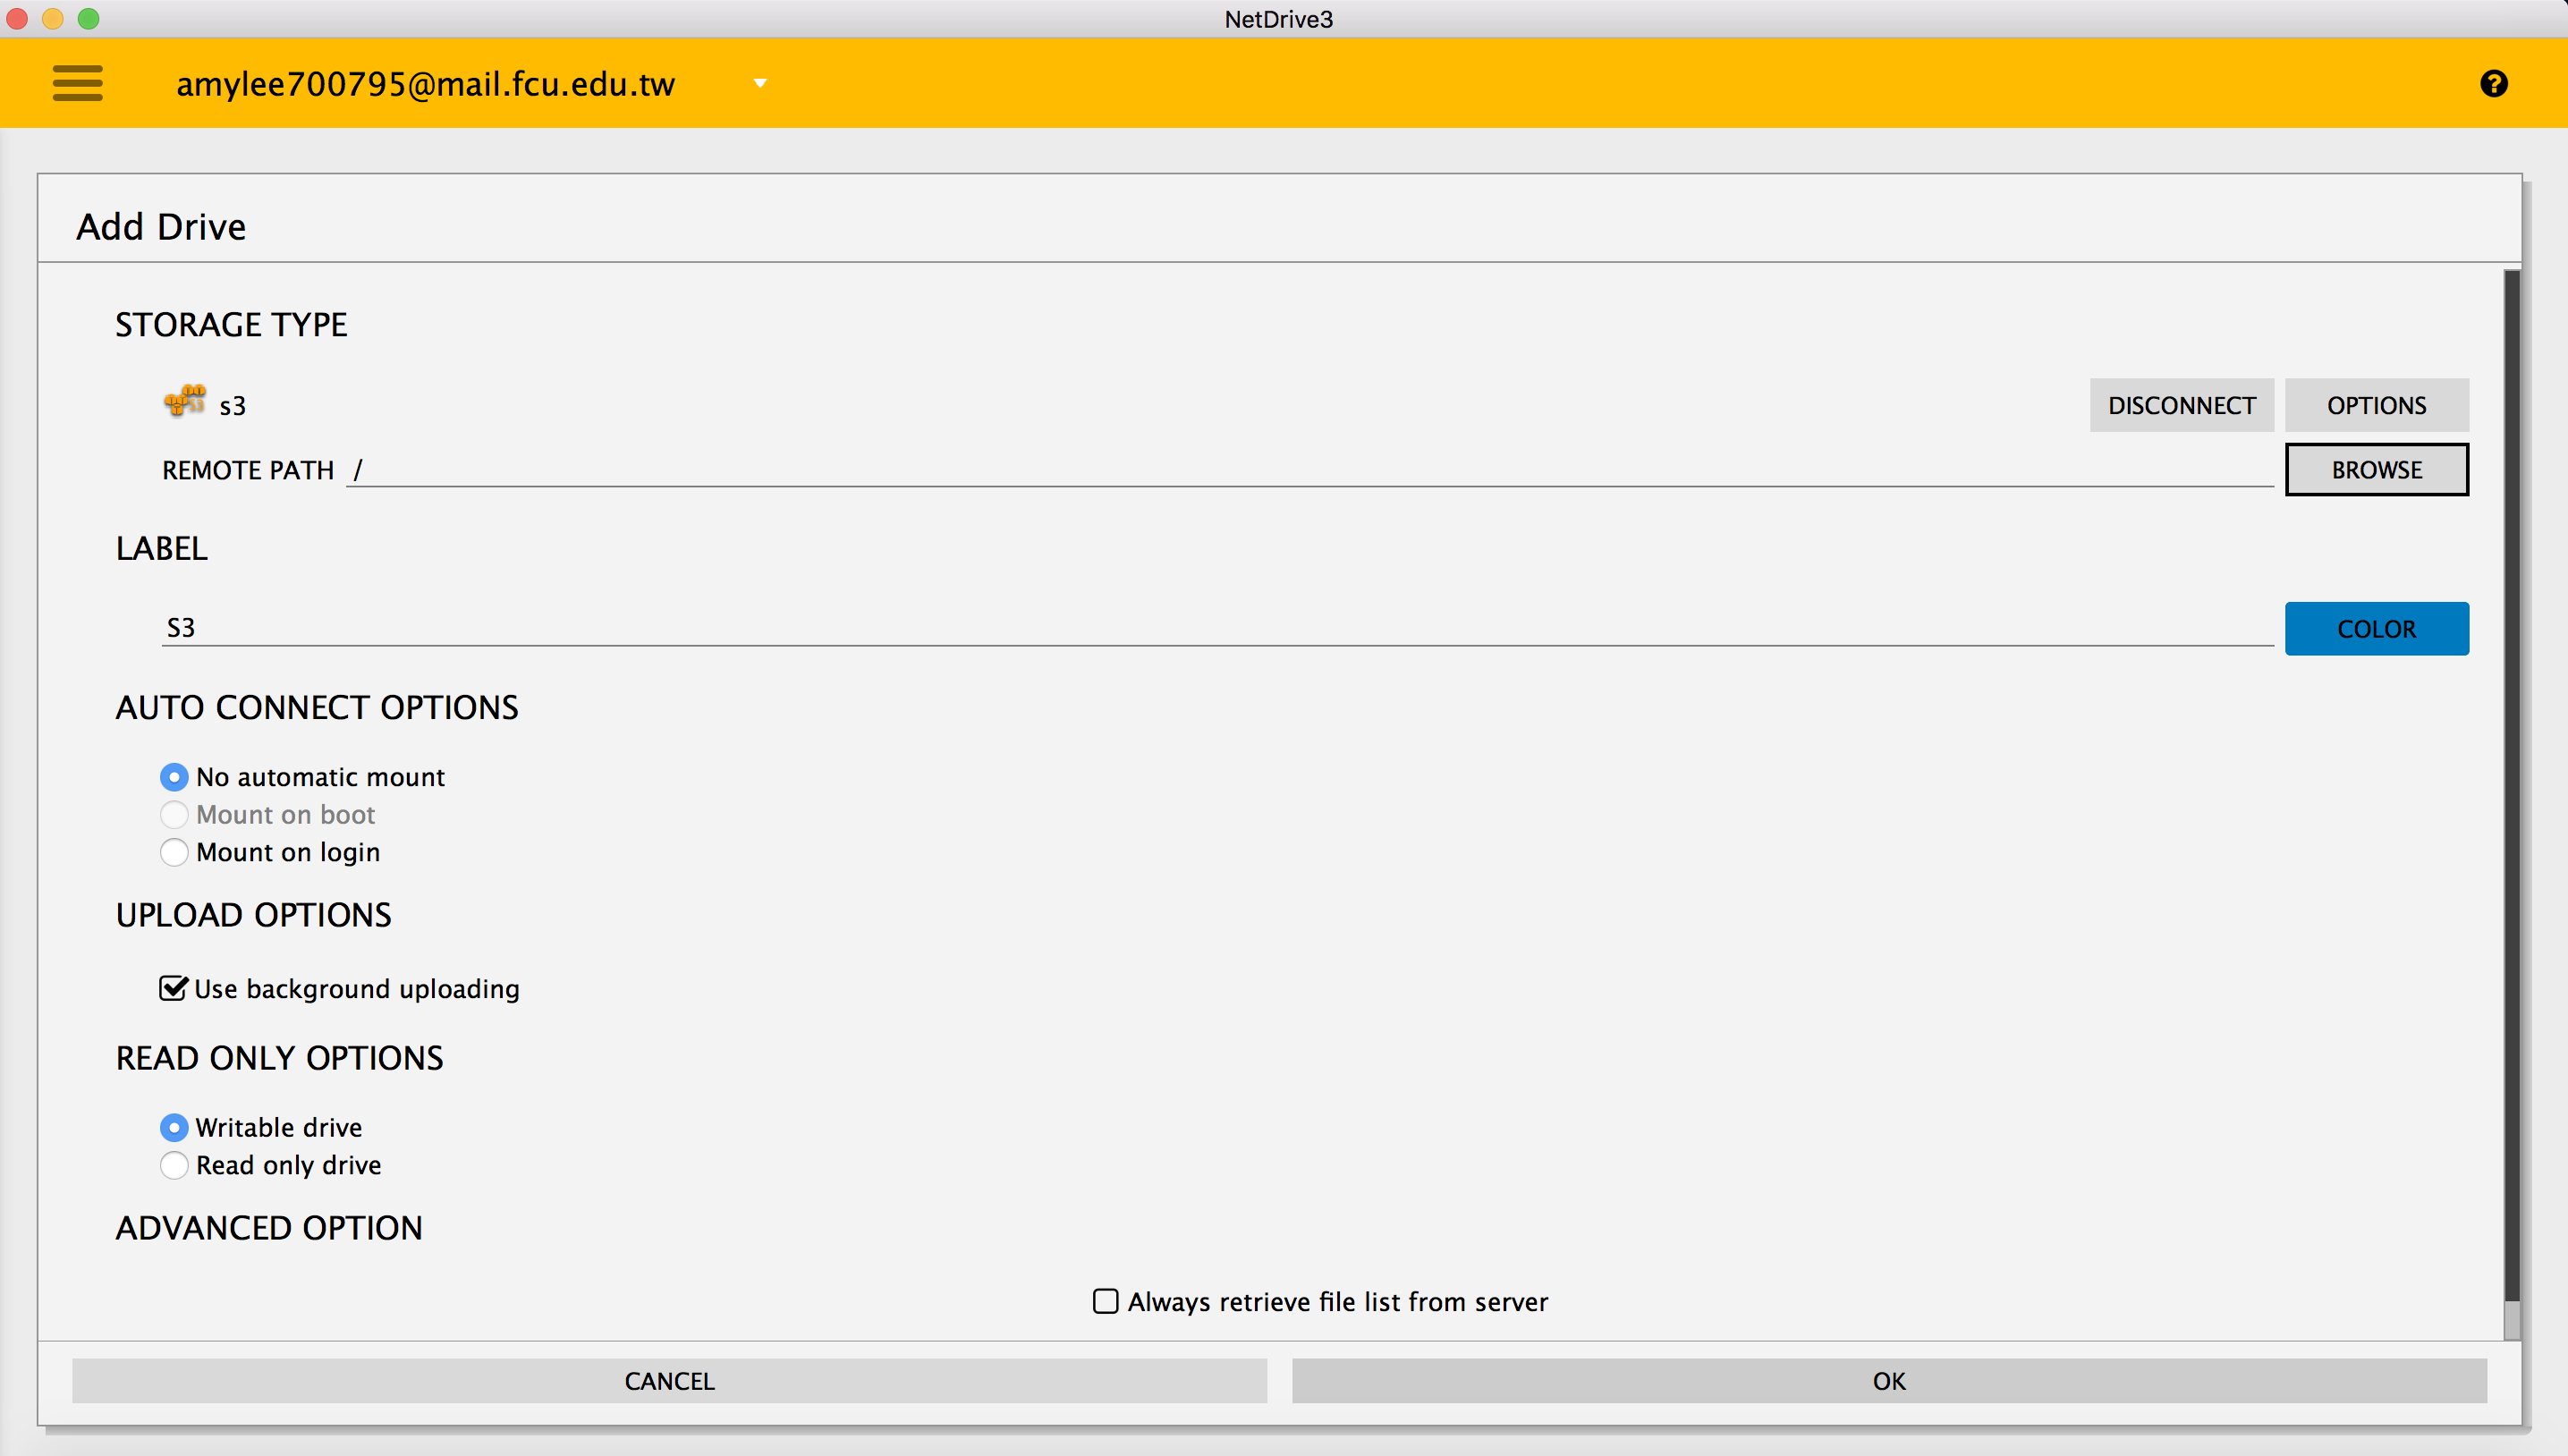 NetDrive3
amylee700795@mail.fcu.edu.tw
?
Add Drive
STORAGE TYPE
s3
DISCONNECT
OPTIONS
REMOTE PATH /
BROWSE
LABEL
S3
COLOR
AUTO CONNECT OPTIONS
No automatic mount
Mount on boot
Mount on login
UPLOAD OPTIONS
Use background uploading
READ ONLY OPTIONS
Writable drive
Read only drive
ADVANCED OPTION
Always retrieve file list from server
CANCEL
OK